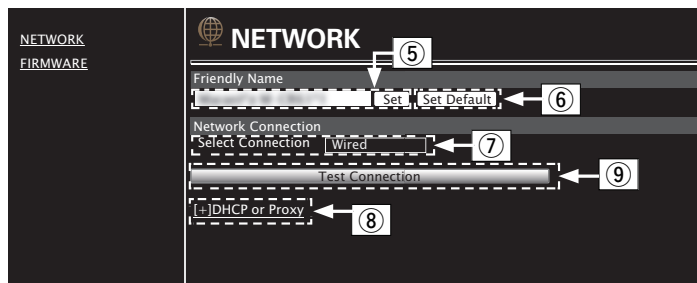 NETWORK
FIRMWARE
NETWORK
⑤
Friendly Name
Set Set Default
⑥
Network Connection
Select Connection Wired
⑦
Test Connection
⑨
[+]DHCP or Proxy
⑧